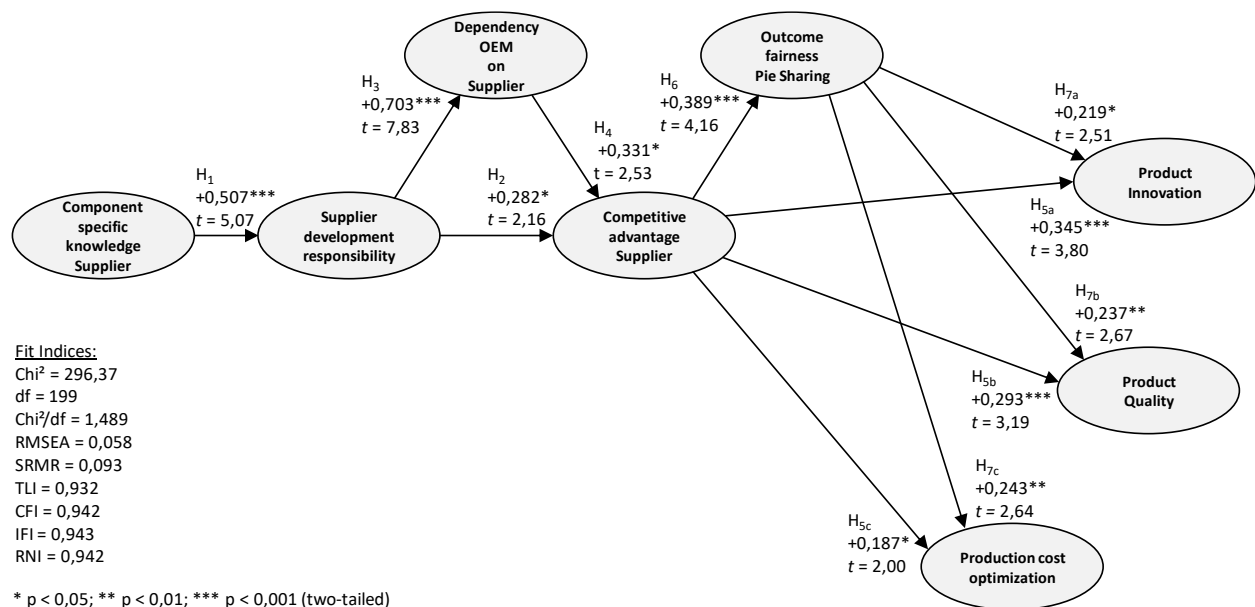 Dependency
OEM
on
Supplier
Outcome
fairness
Pie Sharing
H3
+0,703***
t = 7,83
H6
+0,389***
t = 4,16
H7a
+0,219*
t = 2,51
H4
+0,331*
t = 2,53
H1
+0,507***
t = 5,07
H2
+0,282*
t = 2,16
Component
specific
knowledge
Supplier
Supplier
development
responsibility
Competitive
advantage
Supplier
Product
Innovation
H5a
+0,345***
t = 3,80
H7b
+0,237**
t = 2,67
H5b
+0,293***
t = 3,19
Product
Quality
H7c
+0,243**
t = 2,64
H5c
+0,187*
t = 2,00
Production cost
optimization
Fit Indices:
Chi² = 296,37
df = 199
Chi²/df = 1,489
RMSEA = 0,058
SRMR = 0,093
TLI = 0,932
CFI = 0,942
IFI = 0,943
RNI = 0,942
* p < 0,05; ** p < 0,01; *** p < 0,001 (two-tailed)